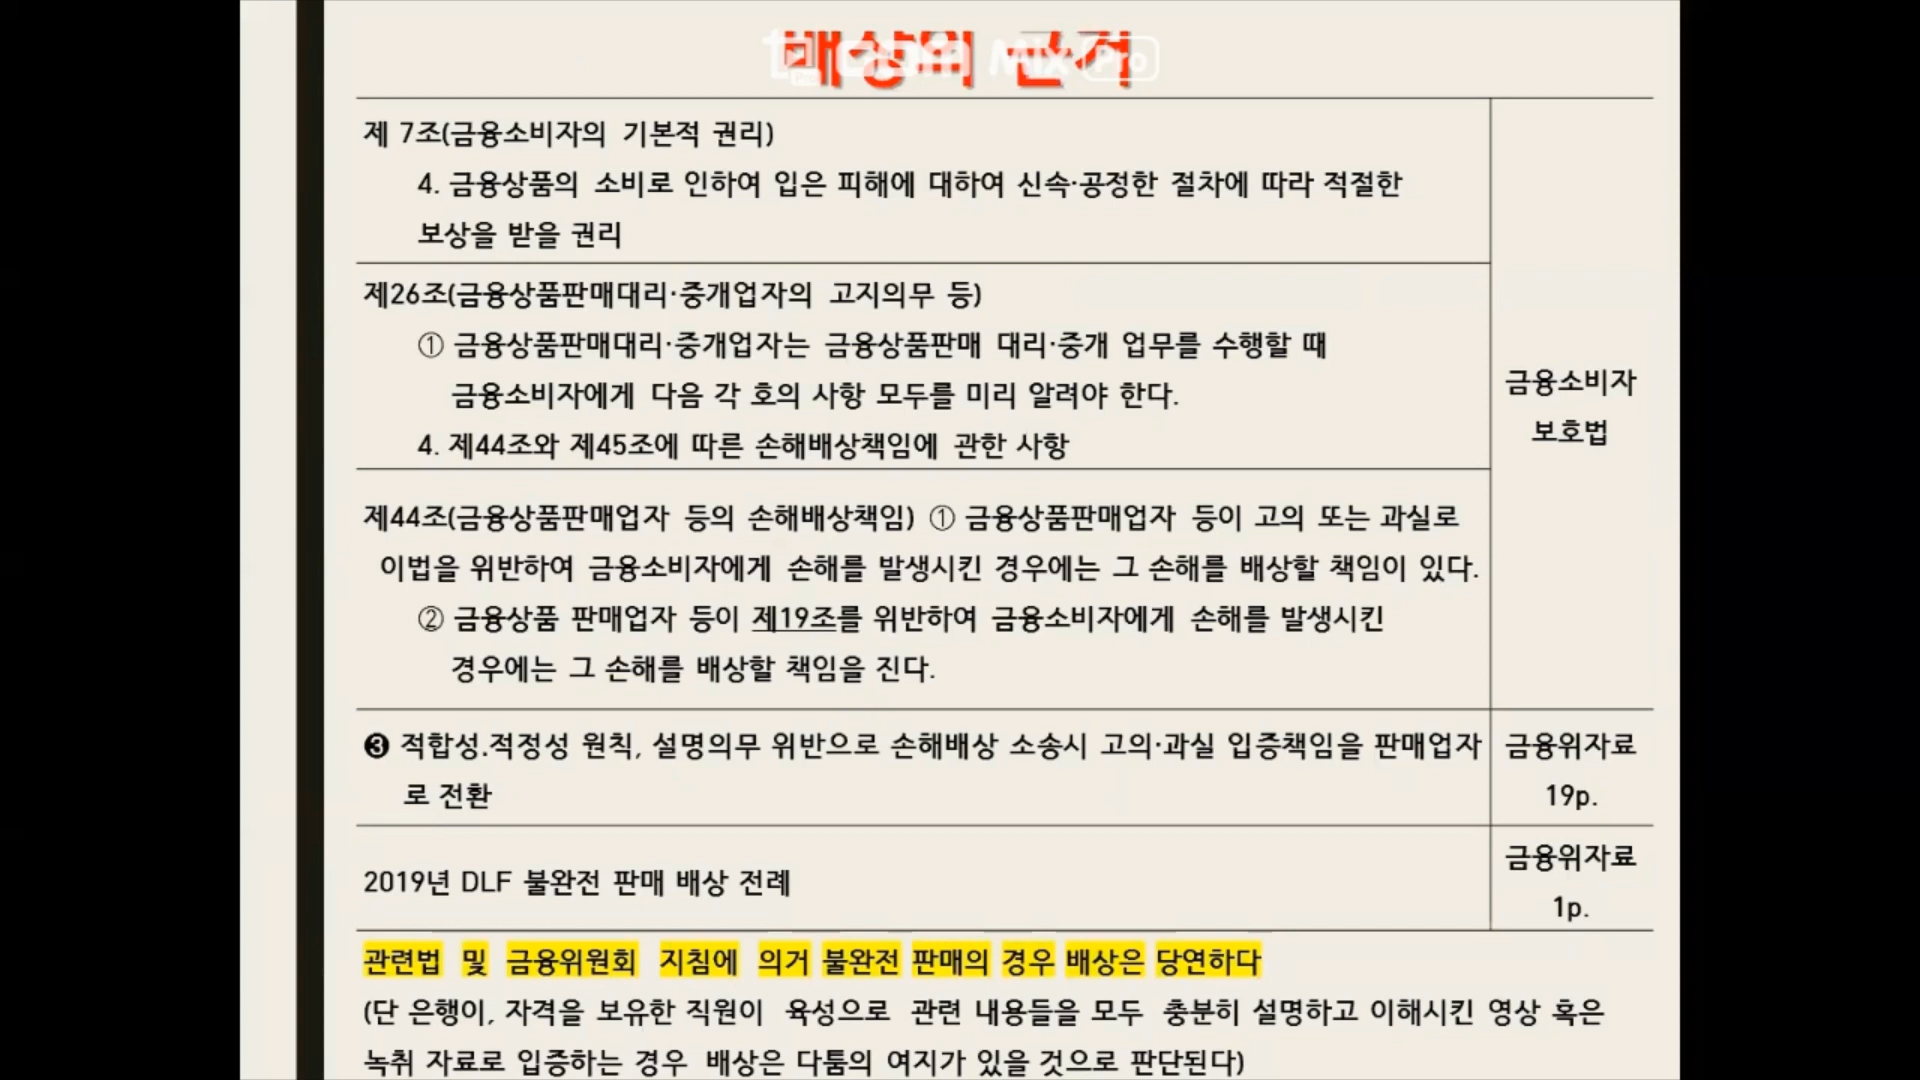 배상의 근거
Mix Pro
제 7조(금융소비자의 기본적 권리)
4. 금융상품의 소비로 인하여 입은 피해에 대하여 신속·공정한 절차에 따라 적절한
보상을 받을 권리
제26조(금융상품판매대리·중개업자의 고지의무 등)
① 금융상품판매대리·중개업자는 금융상품판매 대리·중개 업무를 수행할 때
금융소비자에게 다음 각 호의 사항 모두를 미리 알려야 한다.
4. 제44조와 제45조에 따른 손해배상책임에 관한 사항
제44조(금융상품판매업자 등의 손해배상책임) ① 금융상품판매업자 등이 고의 또는 과실로
이법을 위반하여 금융소비자에게 손해를 발생시킨 경우에는 그 손해를 배상할 책임이 있다.
② 금융상품 판매업자 등이 제19조를 위반하여 금융소비자에게 손해를 발생시킨
경우에는 그 손해를 배상할 책임을 진다.
금융소비자
보호법
❸ 적합성.적정성 원칙, 설명의무 위반으로 손해배상 소송시 고의·과실 입증책임을 판매업자
로 전환
금융위자료
19p.
2019년 DLF 불완전 판매 배상 전례
금융위자료
1p.
관련법 및 금융위원회 지침에 의거 불완전 판매의 경우 배상은 당연하다
(단 은행이, 자격을 보유한 직원이 육성으로 관련 내용들을 모두 충분히 설명하고 이해시킨 영상 혹은
녹취 자료로 입증하는 경우 배상은 다툼의 여지가 있을 것으로 판단된다)